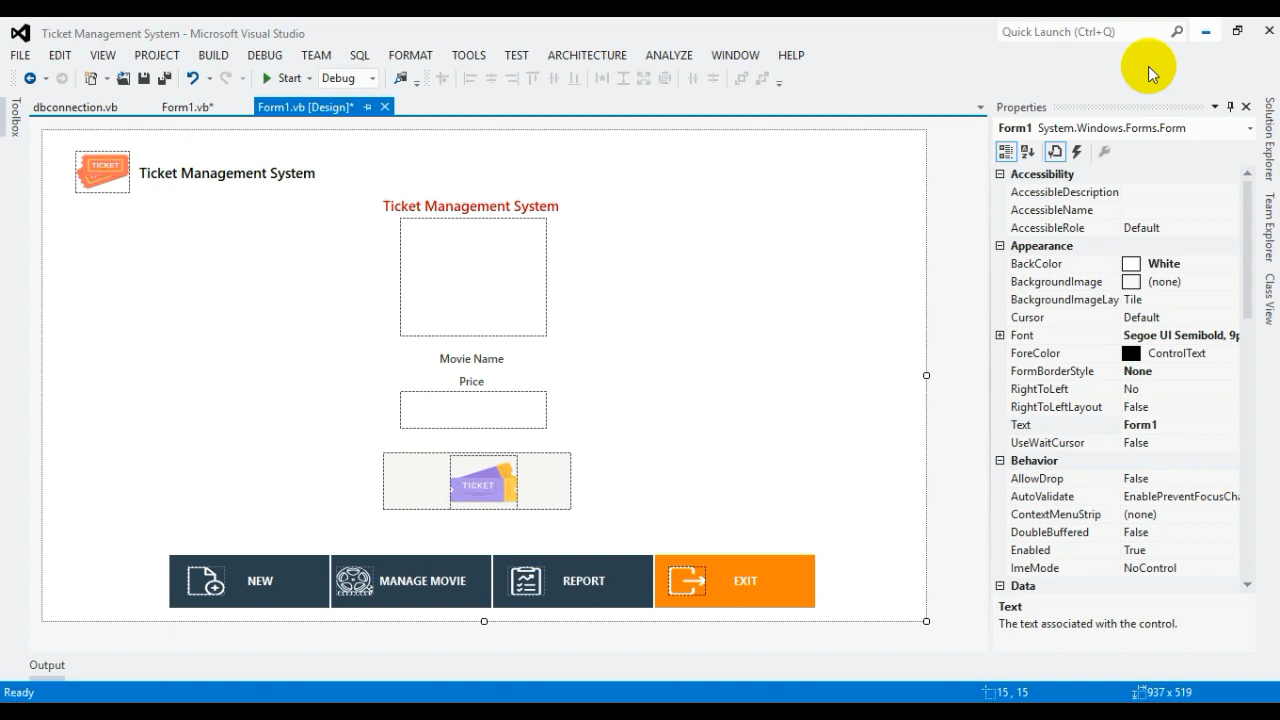 Ticket Management System - Microsoft Visual Studio
Quick Launch (Ctrl+Q)
FILE EDIT VIEW PROJECT BUILD DEBUG TEAM SQL FORMAT TOOLS TEST ARCHITECTURE ANALYZE WINDOW HELP
Start Debug
dbconnection.vb Form1.vb* Form1.vb [Design]*
Toolbox
TICKET
Ticket Management System
Ticket Management System
Movie Name
Price
TICKET
NEW MANAGE MOVIE REPORT EXIT
Properties
Form1 System.Windows.Forms.Form
Accessibility
AccessibleDescription
AccessibleName
AccessibleRole Default
Appearance
BackColor White
BackgroundImage (none)
BackgroundImageLay Tile
Cursor Default
Font Segoe UI Semibold, 9p
ForeColor ControlText
FormBorderStyle None
RightToLeft No
RightToLeftLayout False
Text Form1
UseWaitCursor False
Behavior
AllowDrop False
AutoValidate EnablePreventFocusCha
ContextMenuStrip (none)
DoubleBuffered False
Enabled True
ImeMode NoControl
Data
Text
The text associated with the control.
Solution Explorer
Team Explorer
Class View
Output
Ready 15 , 15 937 x 519